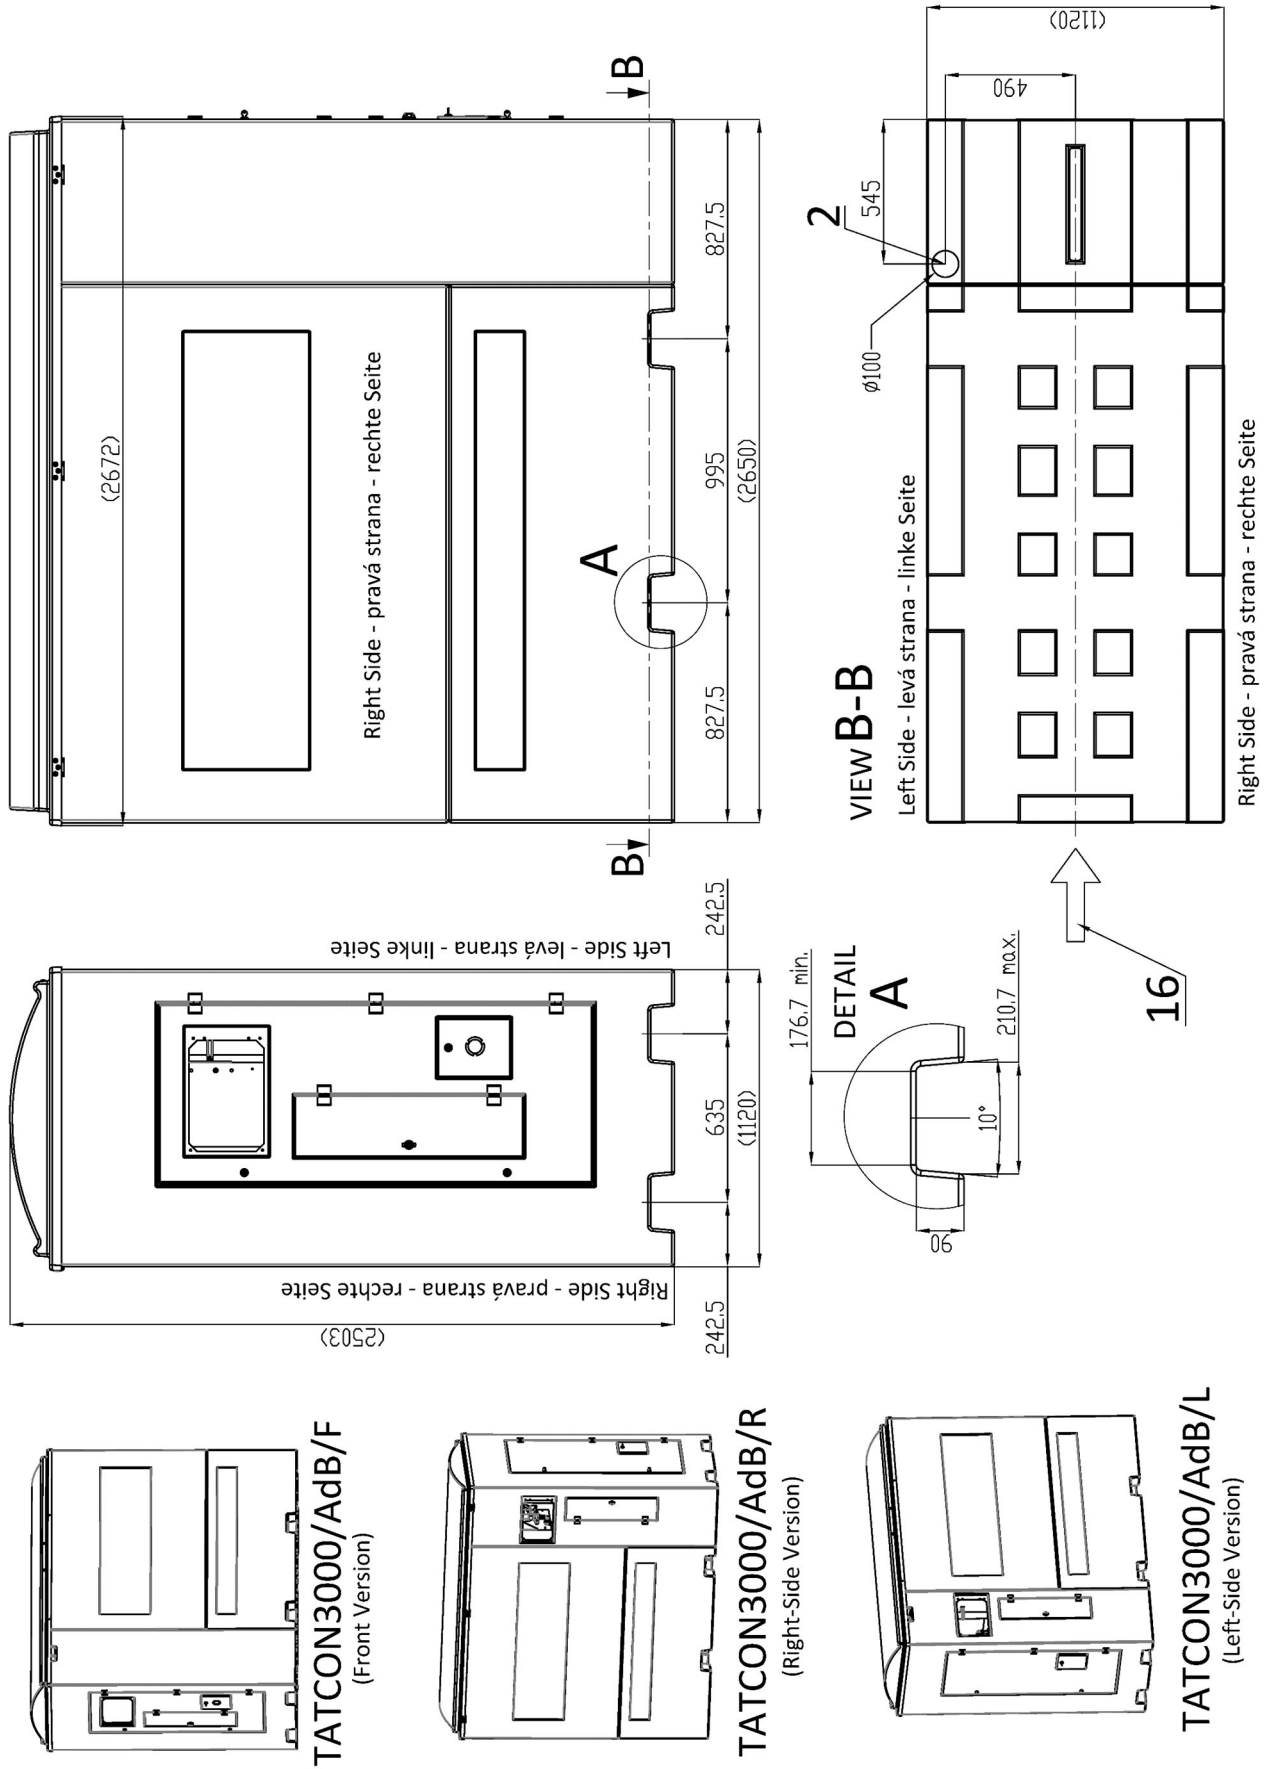 (2503)
Right Side - pravá strana - rechte Seite
Left Side - levá strana - linke Seite
242.5
635
242.5
(1120)
(2672)
Right Side - pravá strana - rechte Seite
A
B
B
827.5
995
827.5
(2650)
TATCON3000/AdB/F
(Front Version)
TATCON3000/AdB/R
(Right-Side Version)
TATCON3000/AdB/L
(Left-Side Version)
DETAIL
A
176.7 min.
210.7 max.
10°
90
16
VIEW B-B
Left Side - levá strana - linke Seite
Right Side - pravá strana - rechte Seite
ø100
2
545
490
(1120)